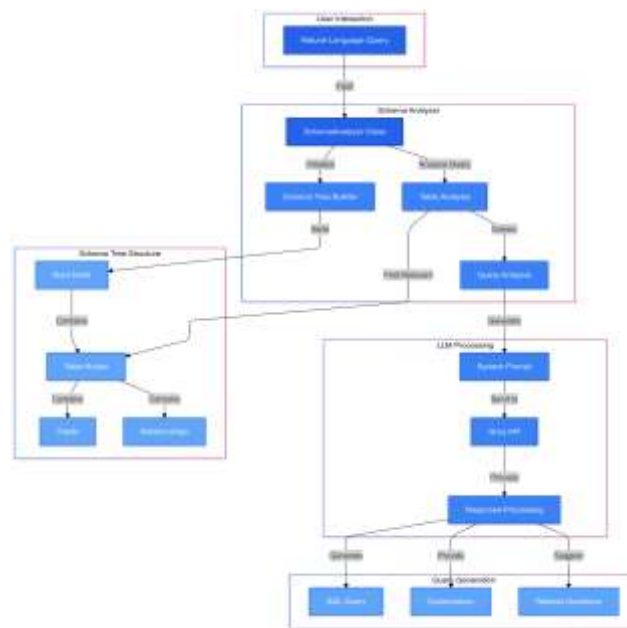 User Interaction
Natural Language Query
Input
Schema Analyzer
SchemaAnalyzer Class
Initialize
Analyze Query
Schema Tree Builder
Table Analysis
Build
Creates
Schema Tree Structure
Root Node
Find Relevant
Query Analysis
Contains
Generate
LLM Processing
Table Nodes
System Prompt
Contains
Contains
Send to
Fields
Relationships
Groq API
Process
Response Processing
Generate
Provide
Suggest
Query Generation
SQL Query
Explanation
Related Questions